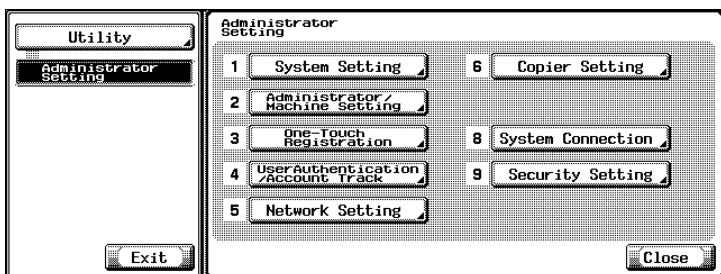 Utility
Administrator
Setting
Exit
Administrator
Setting
1 System Setting
2 Administrator/
Machine Setting
3 One-Touch
Registration
4 UserAuthentication
/Account Track
5 Network Setting
6 Copier Setting
8 System Connection
9 Security Setting
Close